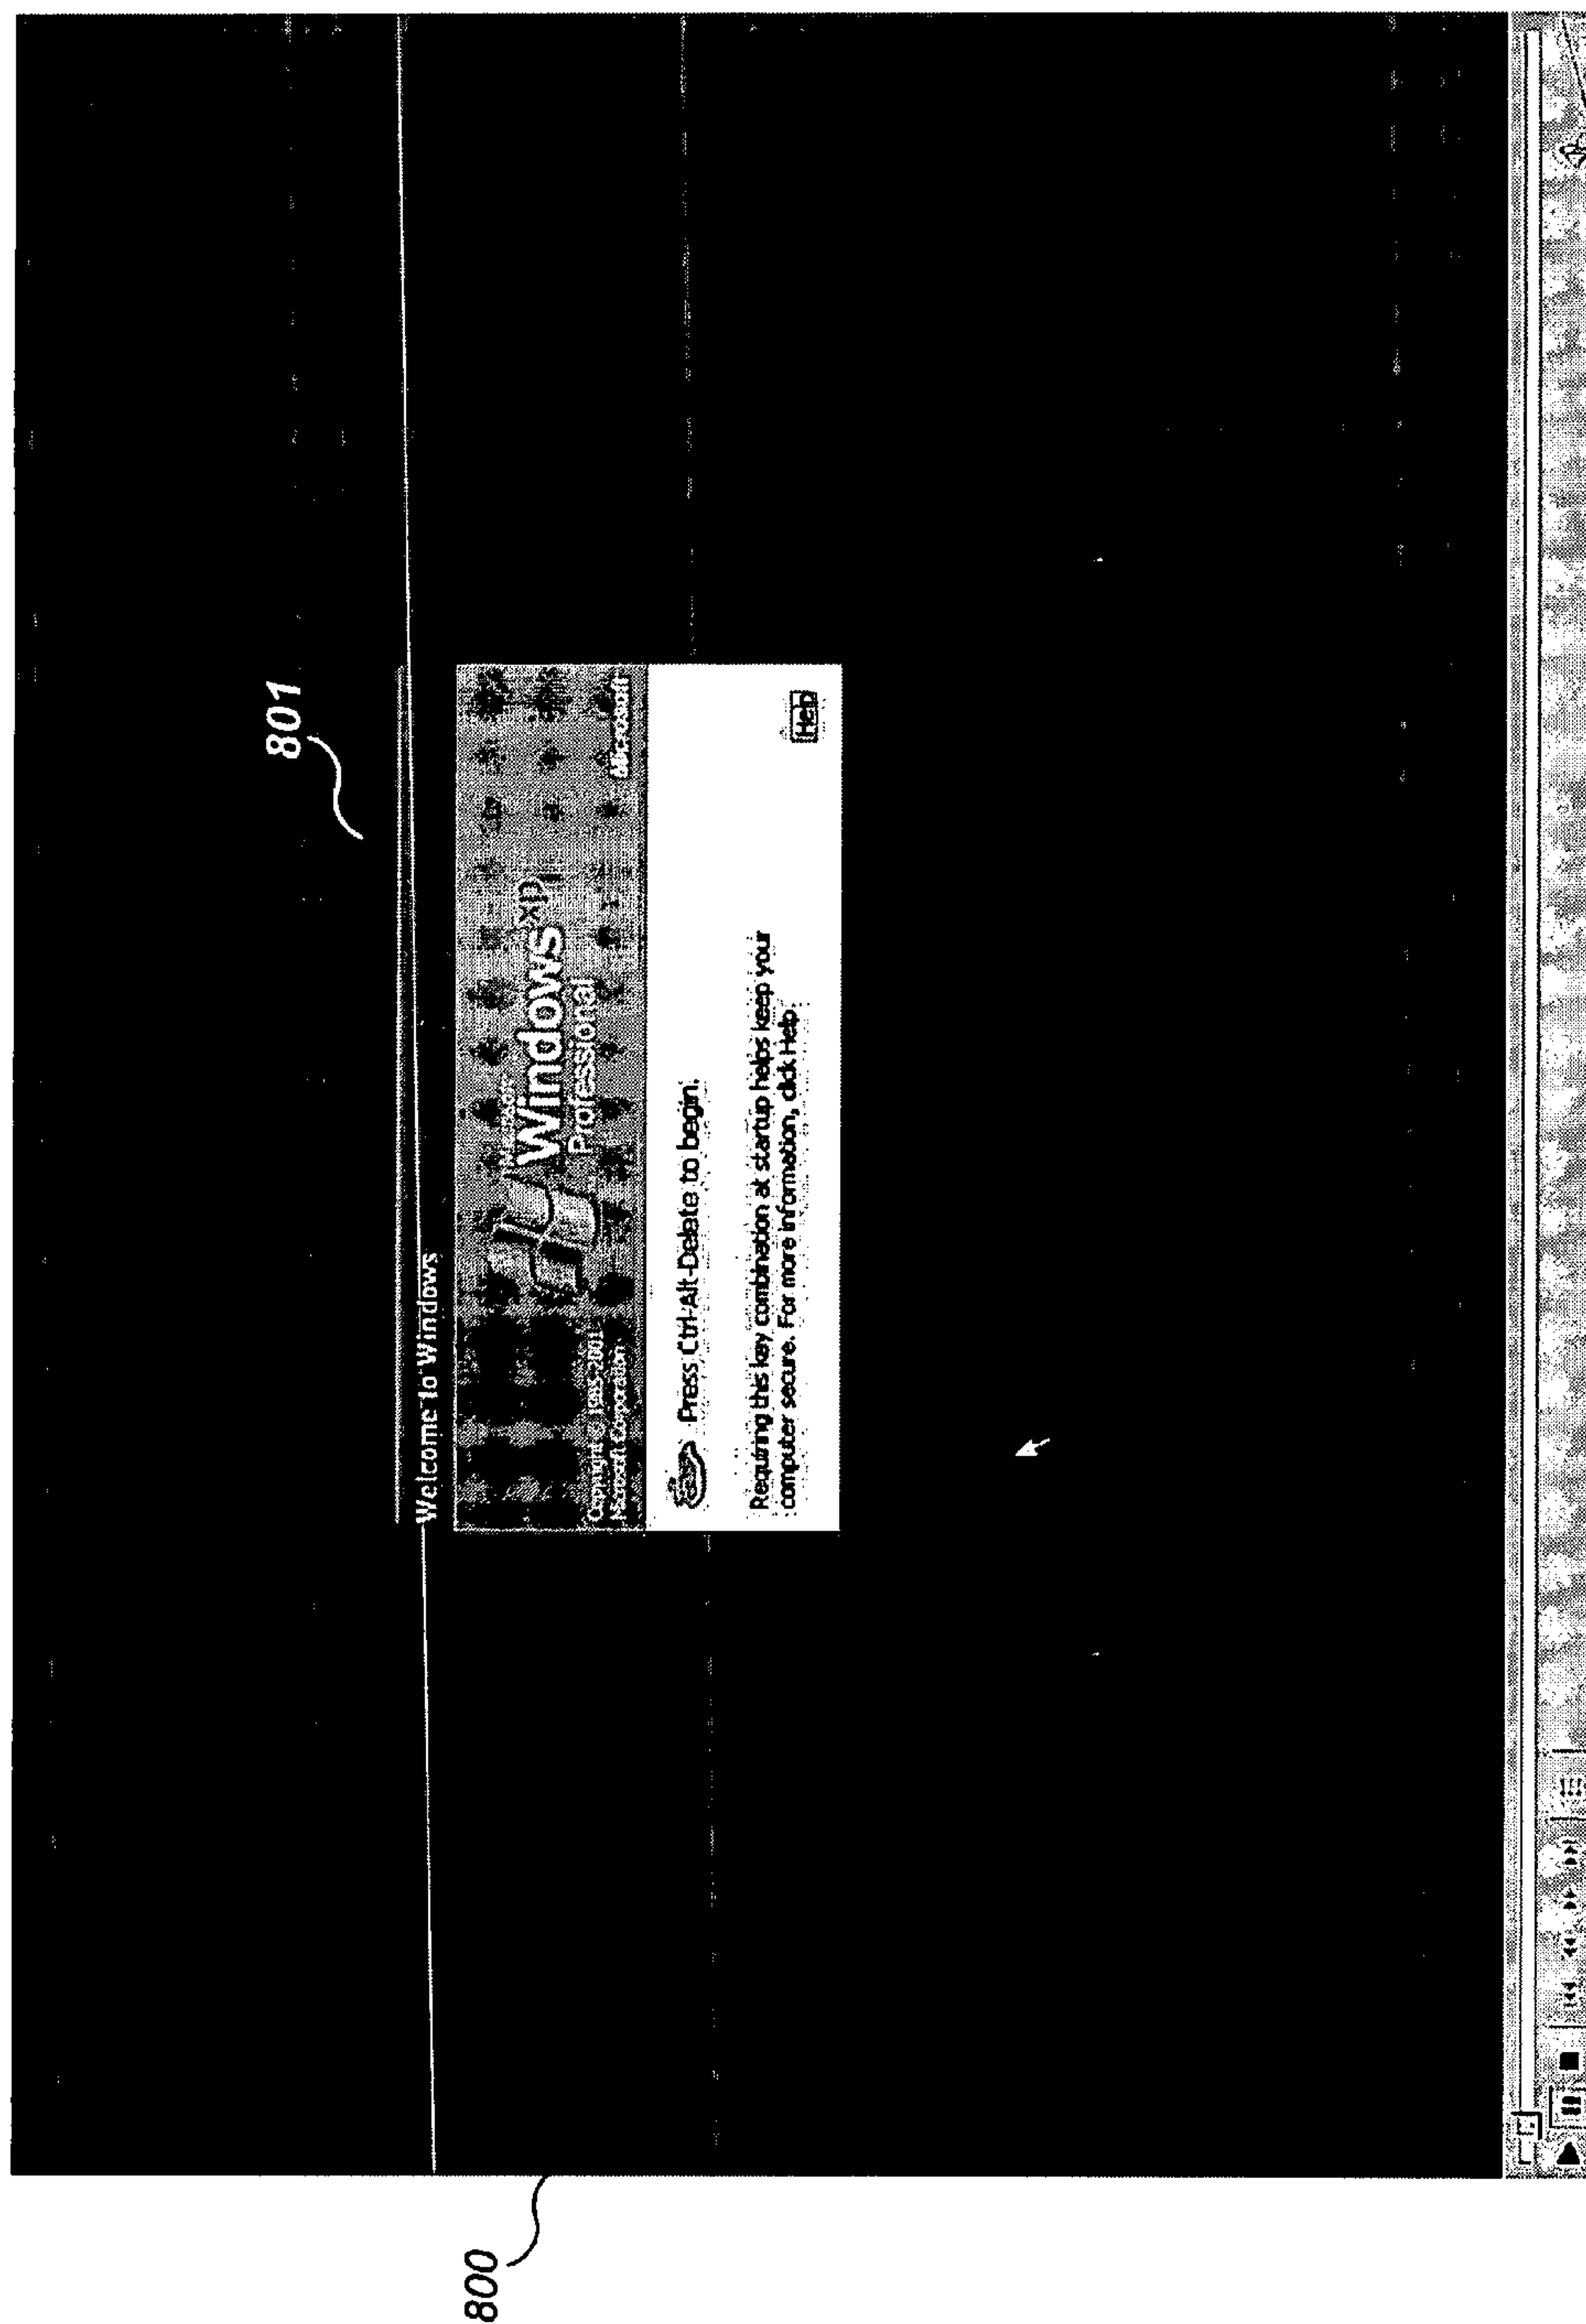 801
Welcome to Windows
Microsoft
Windows xp
Professional
Copyright © 1985-2001
Microsoft Corporation
Microsoft
Press Ctrl-Alt-Delete to begin.
Requiring this key combination at startup helps keep your
computer secure. For more information, click Help.
Help
800